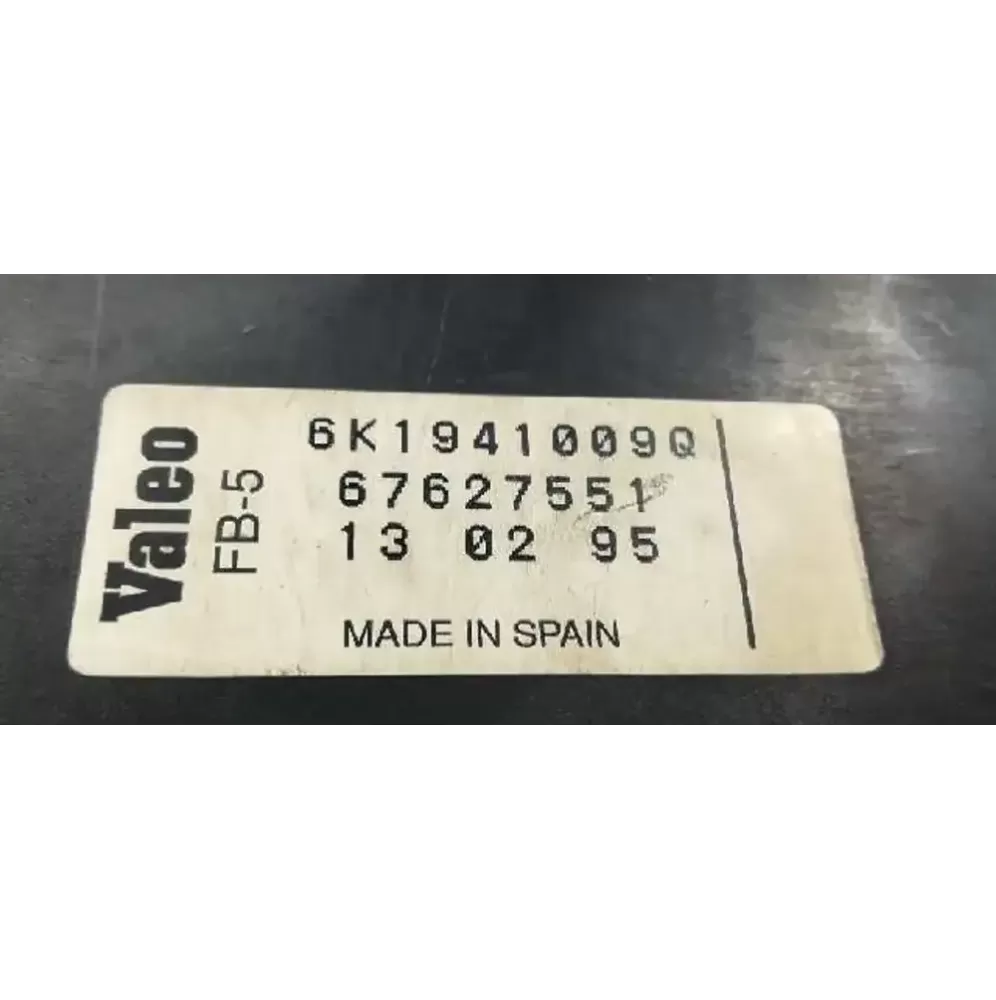 Valeo
FB-5
6K1941009Q
67627551
13 02 95
MADE IN SPAIN